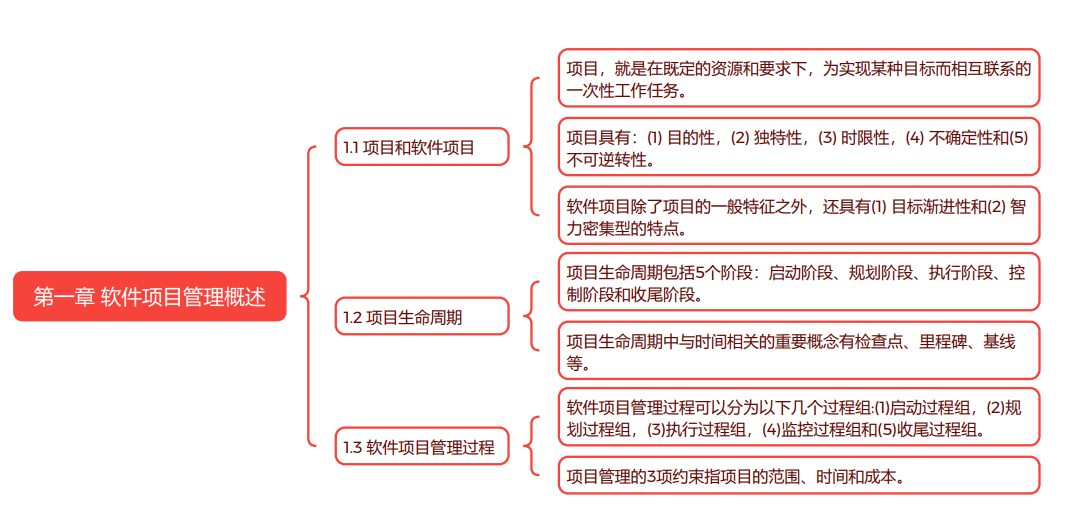 第一章 软件项目管理概述
1.1 项目和软件项目
项目，就是在既定的资源和要求下，为实现某种目标而相互联系的
一次性工作任务。
项目具有：(1) 目的性，(2) 独特性，(3) 时限性，(4) 不确定性和(5)
不可逆转性。
软件项目除了项目的一般特征之外，还具有(1) 目标渐进性和(2) 智
力密集型的特点。
1.2 项目生命周期
项目生命周期包括5个阶段：启动阶段、规划阶段、执行阶段、控
制阶段和收尾阶段。
项目生命周期中与时间相关的重要概念有检查点、里程碑、基线
等。
1.3 软件项目管理过程
软件项目管理过程可以分为以下几个过程组:(1)启动过程组，(2)规
划过程组，(3)执行过程组，(4)监控过程组和(5)收尾过程组。
项目管理的3项约束指项目的范围、时间和成本。